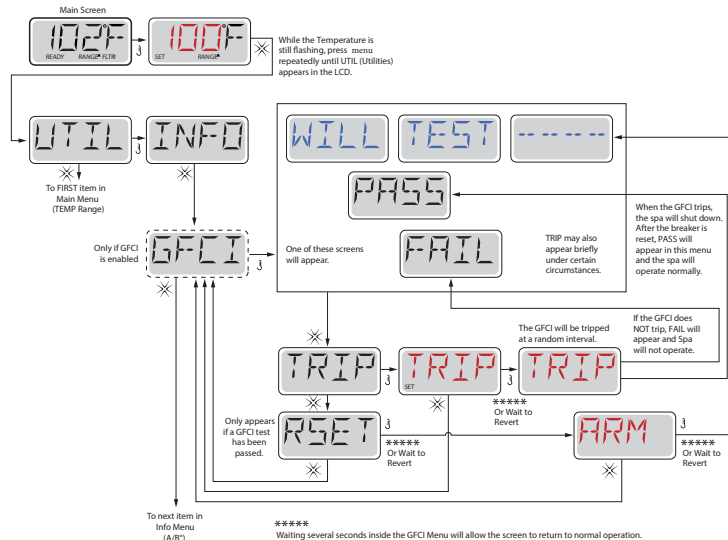 Main Screen
102°F
READY RANGE FLTR1
100°F
SET RANGE
While the Temperature is
still flashing, press menu
repeatedly until UTIL (Utilities)
appears in the LCD.
UTIL
INFO
To FIRST item in
Main Menu
(TEMP Range)
WILL
TEST
-----
PASS
FAIL
Only if GFCI
is enabled
GFCI
One of these screens
will appear.
TRIP may also
appear briefly
under certain
circumstances.
When the GFCI trips,
the spa will shut down.
After the breaker is
reset, PASS will
appear in this menu
and the spa will
operate normally.
If the GFCI does
NOT trip, FAIL will
appear and Spa
will not operate.
The GFCI will be tripped
at a random interval.
TRIP
TRIP
SET
TRIP
*****
Or Wait to
Revert
Only appears
if a GFCI test
has been
passed.
RSET
*****
Or Wait to
Revert
ARM
*****
Or Wait to
Revert
To next item in
Info Menu
(A/B*)
*****
Waiting several seconds inside the GFCI Menu will allow the screen to return to normal operation.